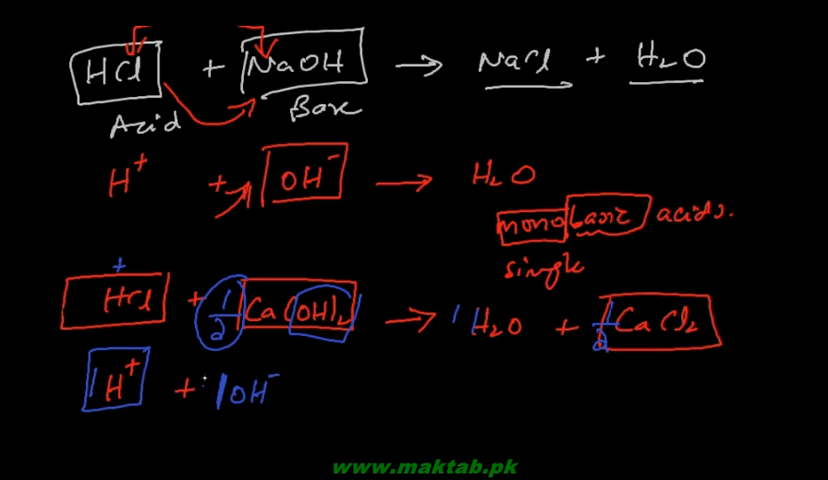 HCl + NaOH → NaCl + H₂O
Acid Base
H⁺ + OH⁻ → H₂O
monobasic acids.
single
+
HCl + 1/2 Ca(OH)₂ → 1 H₂O + 1/2 CaCl₂
1 H⁺ + 1 OH⁻
www.maktab.pk